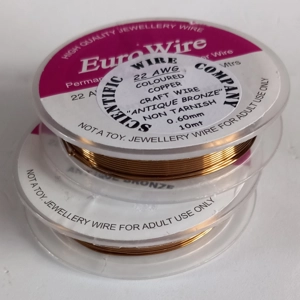 HIGH QUALITY JEWELLERY WIRE
EuroWire
Wire
22 A
Mtrs
SCIENTIFIC WIRE COMPANY
22 AWG
COLOURED
COPPER
CRAFT WIRE
"ANTIQUE BRONZE"
NON TARNISH
0.60mm
10mt
NOT A TOY. JEWELLERY WIRE FOR ADULT USE ONLY
BRONZE
NOT A TOY. JEWELLERY WIRE FOR ADULT USE ONLY